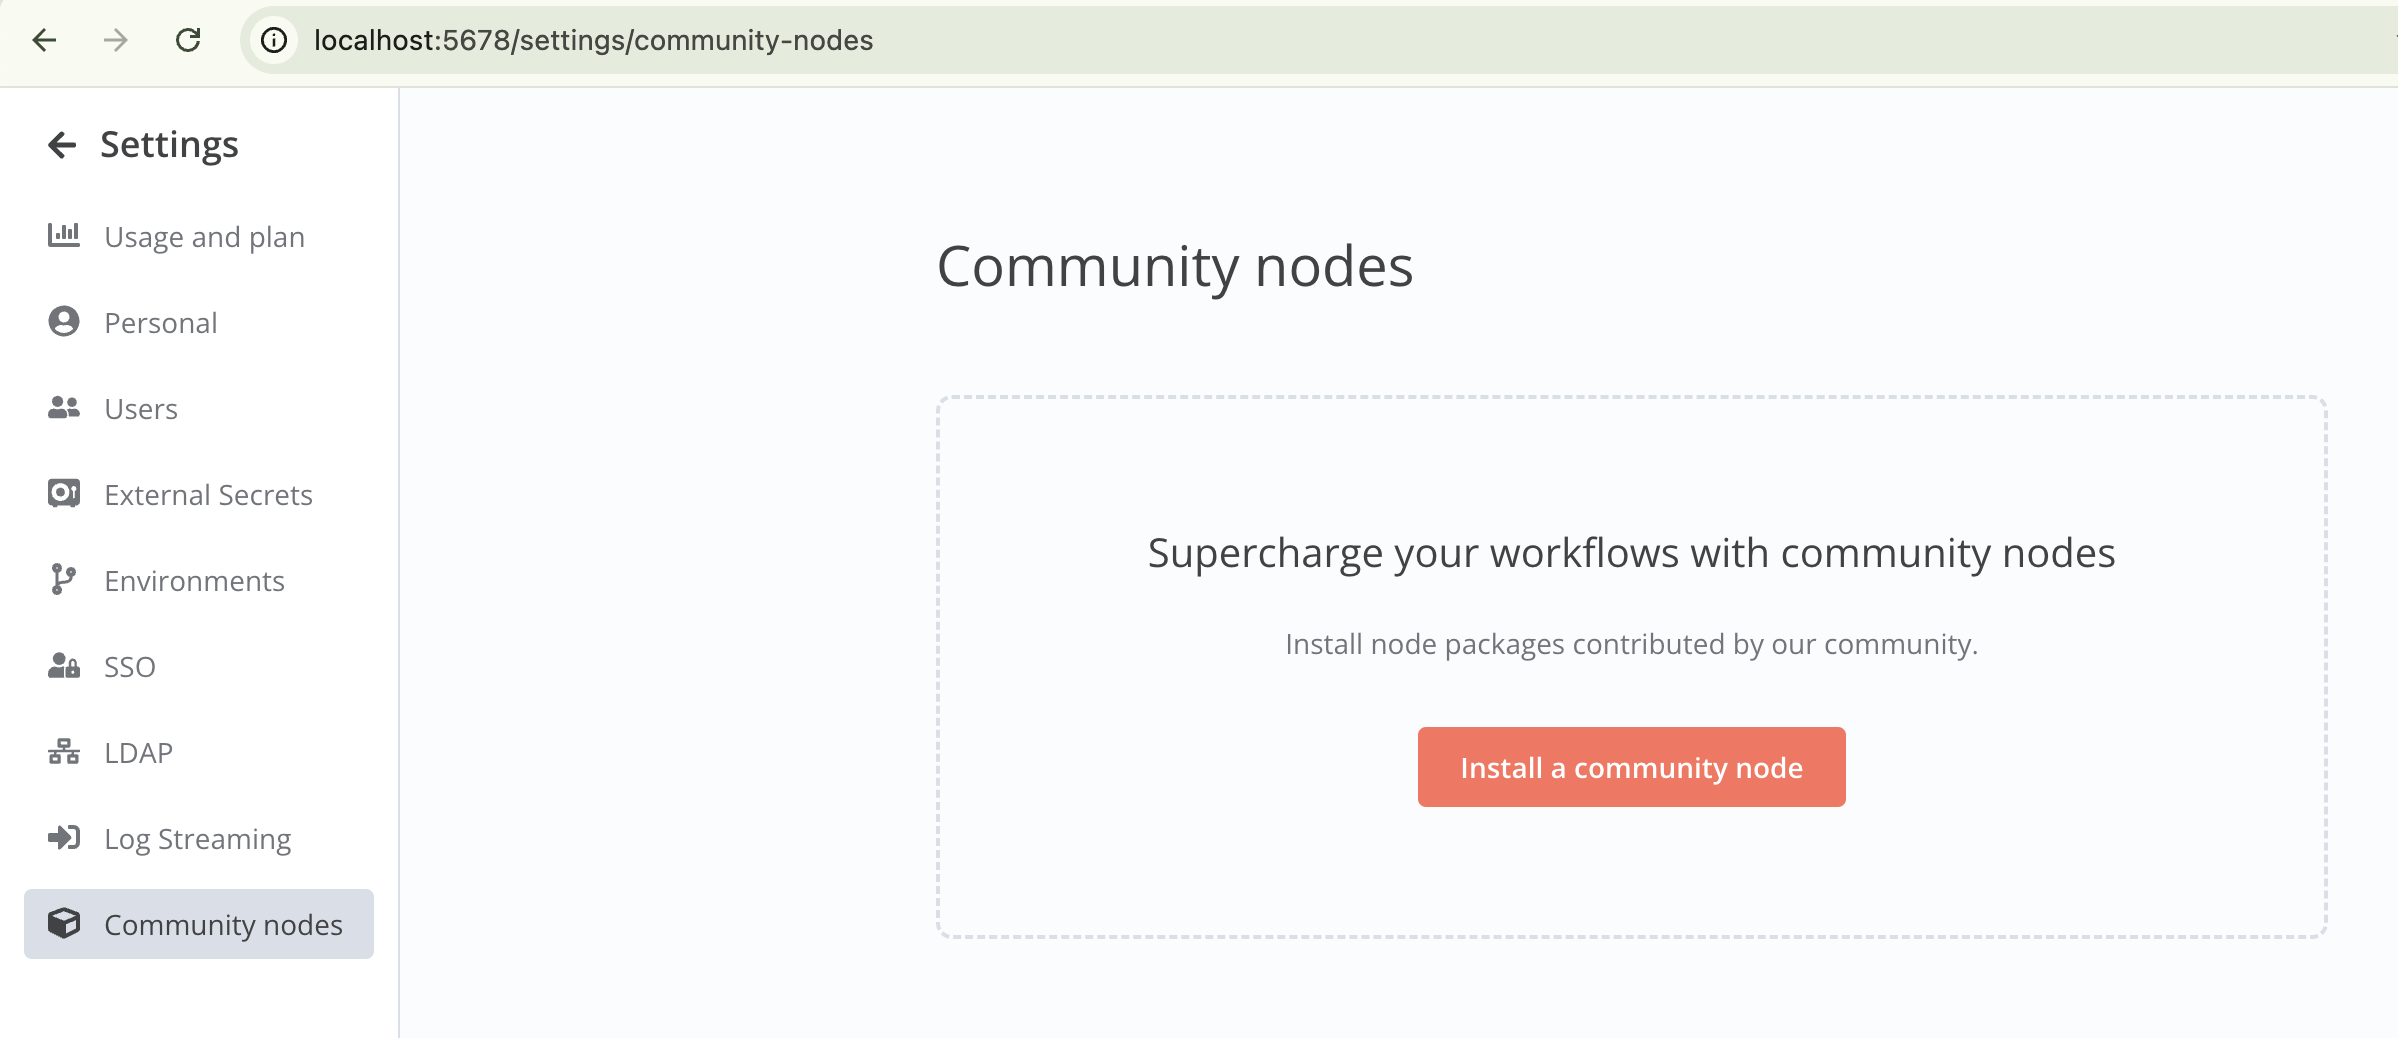 localhost:5678/settings/community-nodes
Settings
Usage and plan
Personal
Users
External Secrets
Environments
SSO
LDAP
Log Streaming
Community nodes
Community nodes
Supercharge your workflows with community nodes
Install node packages contributed by our community.
Install a community node